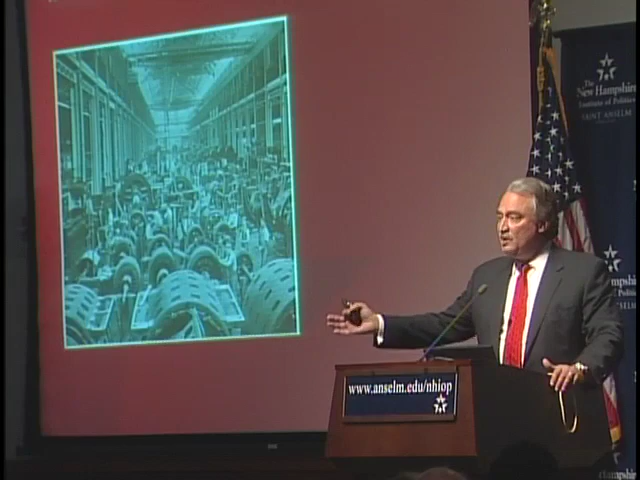 The
New Hampshire
Institute of Politics
SAINT ANSELM
www.anselm.edu/nhiop